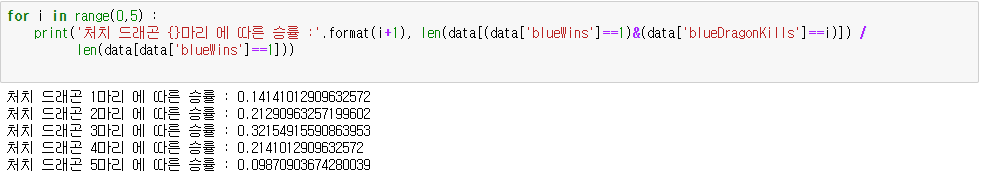 for i in range(0,5) :
    print('처치 드래곤 {}마리 에 따른 승률 :'.format(i+1), len(data[(data['blueWins']==1)&(data['blueDragonKills']==i)]) /
          len(data[data['blueWins']==1]))
처치 드래곤 1마리 에 따른 승률 : 0.14141012909632572
처치 드래곤 2마리 에 따른 승률 : 0.21290963257199602
처치 드래곤 3마리 에 따른 승률 : 0.32154915590863953
처치 드래곤 4마리 에 따른 승률 : 0.2141012909632572
처치 드래곤 5마리 에 따른 승률 : 0.09870903674280039